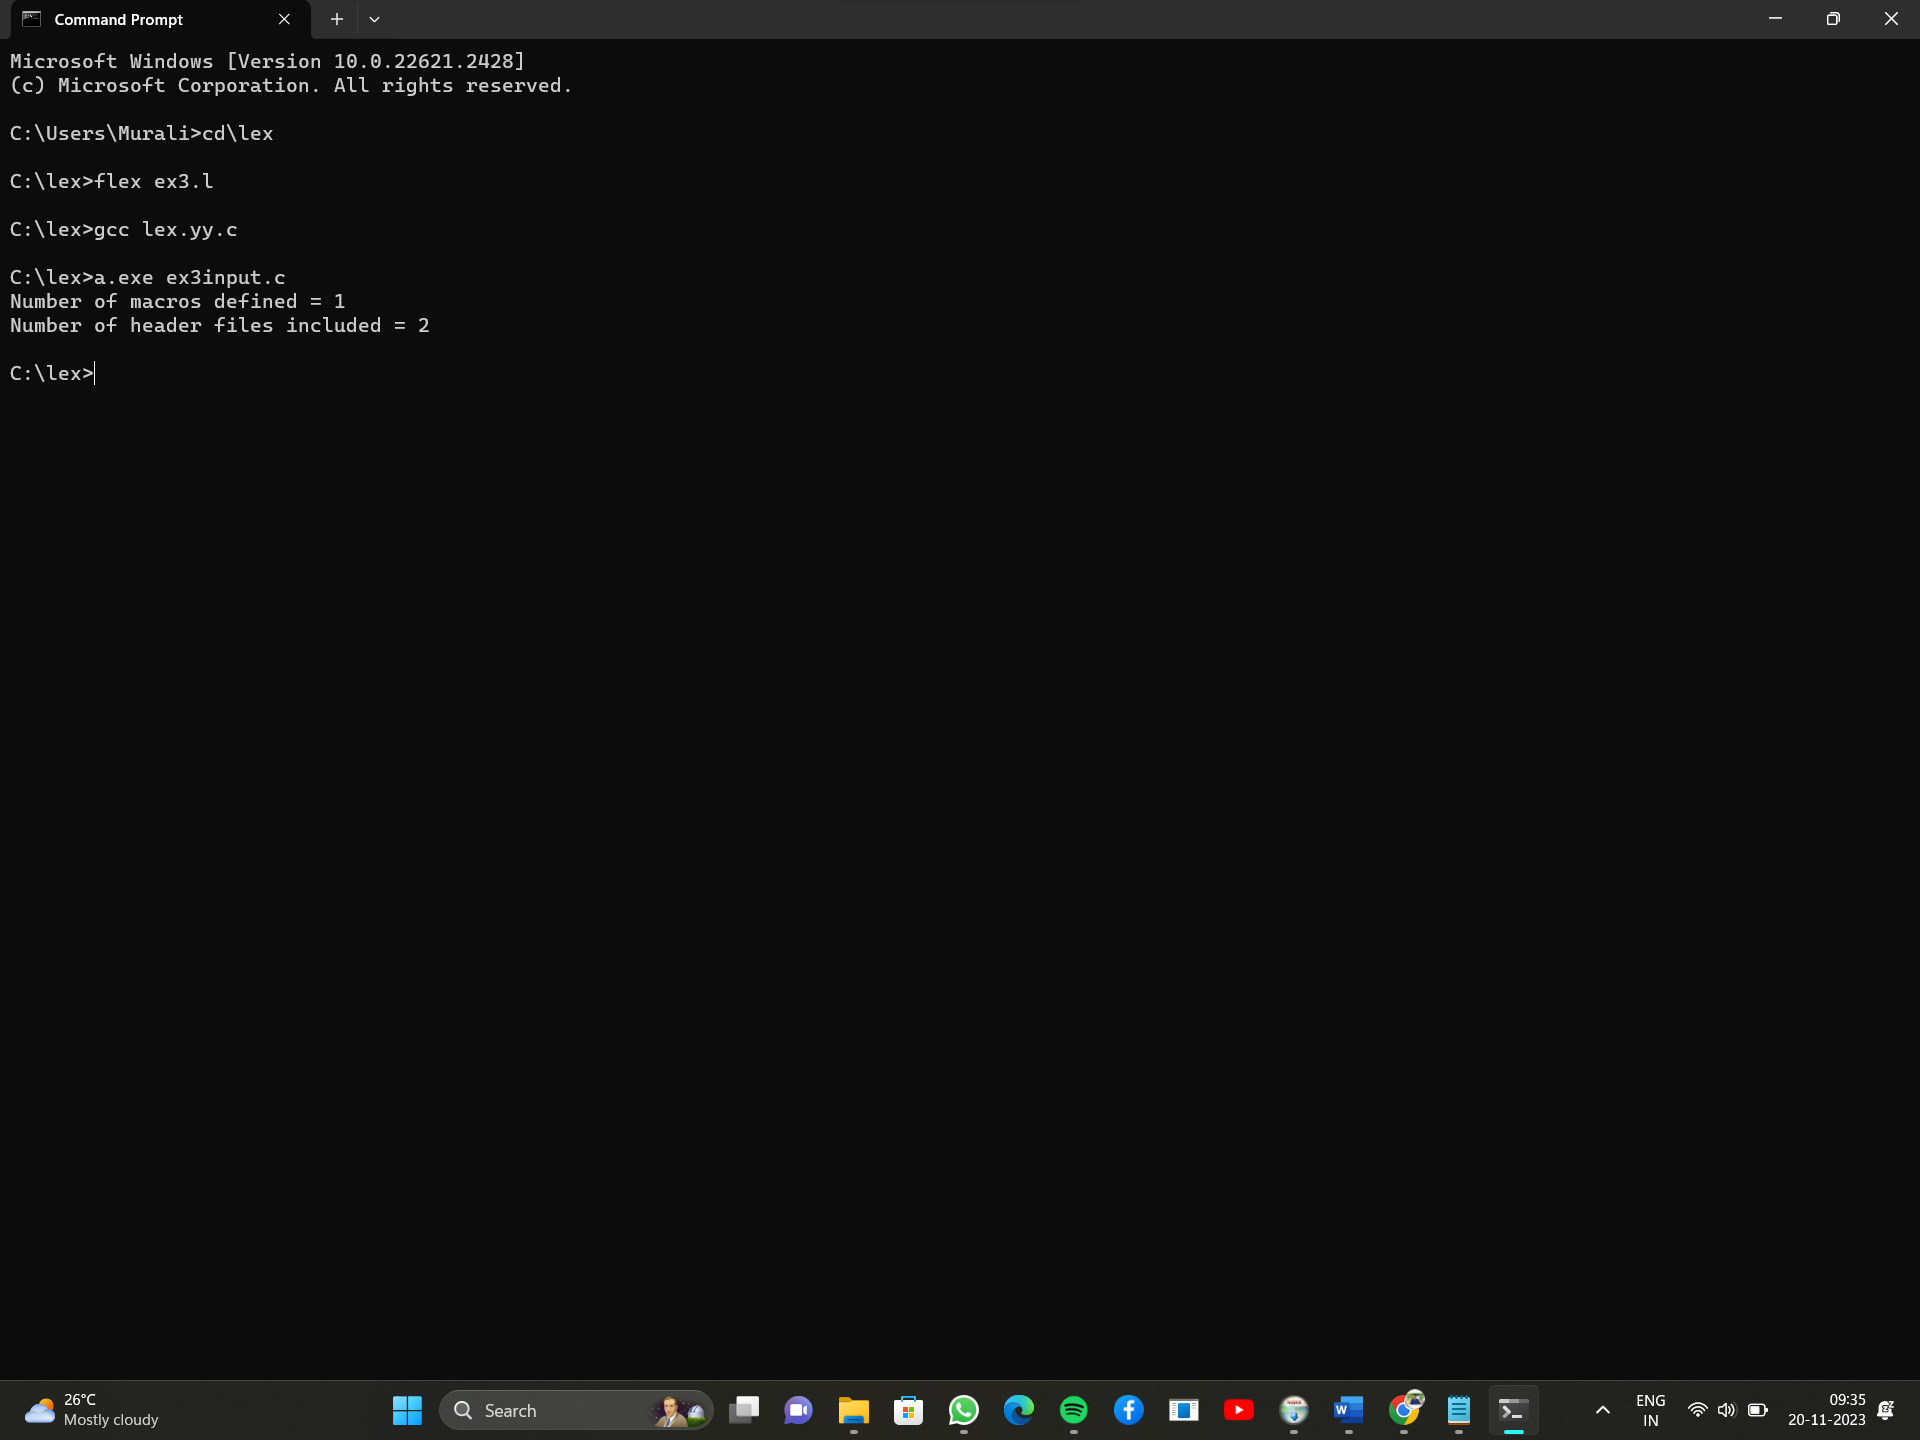 Command Prompt
Microsoft Windows [Version 10.0.22621.2428]
(c) Microsoft Corporation. All rights reserved.
C:\Users\Murali>cd\lex
C:\lex>flex ex3.l
C:\lex>gcc lex.yy.c
C:\lex>a.exe ex3input.c
Number of macros defined = 1
Number of header files included = 2
C:\lex>
26°C
Mostly cloudy
Search
ENG
IN
09:35
20-11-2023